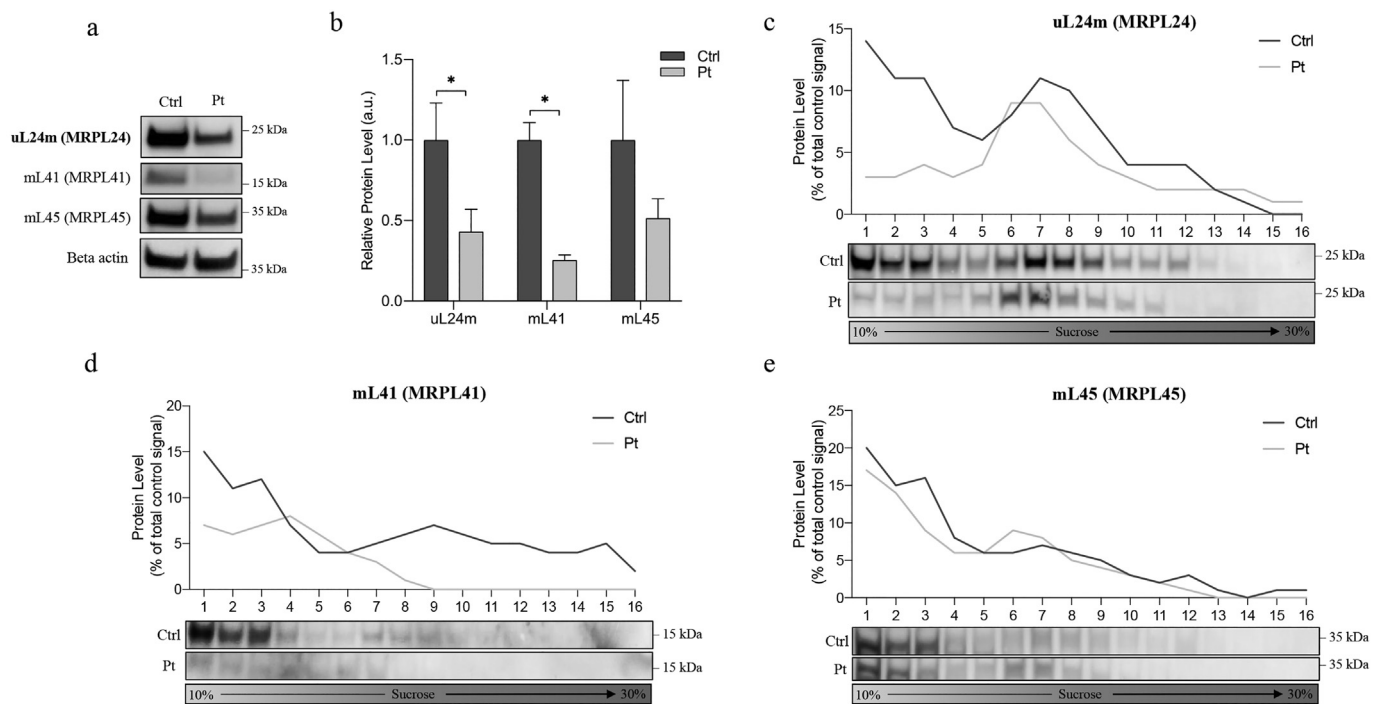 a
Ctrl Pt
uL24m (MRPL24)
25 kDa
mL41 (MRPL41)
15 kDa
mL45 (MRPL45)
35 kDa
Beta actin
35 kDa
b
Relative Protein Level (a.u.)
1.5
1.0
0.5
0.0
* *
Ctrl
Pt
uL24m mL41 mL45
c
uL24m (MRPL24)
Protein Level
(% of total control signal)
15
10
5
0
Ctrl
Pt
1 2 3 4 5 6 7 8 9 10 11 12 13 14 15 16
Ctrl 25 kDa
Pt 25 kDa
10% Sucrose 30%
d
mL41 (MRPL41)
Protein Level
(% of total control signal)
20
15
10
5
0
Ctrl
Pt
1 2 3 4 5 6 7 8 9 10 11 12 13 14 15 16
Ctrl 15 kDa
Pt 15 kDa
10% Sucrose 30%
e
mL45 (MRPL45)
Protein Level
(% of total control signal)
25
20
15
10
5
0
Ctrl
Pt
1 2 3 4 5 6 7 8 9 10 11 12 13 14 15 16
Ctrl 35 kDa
Pt 35 kDa
10% Sucrose 30%